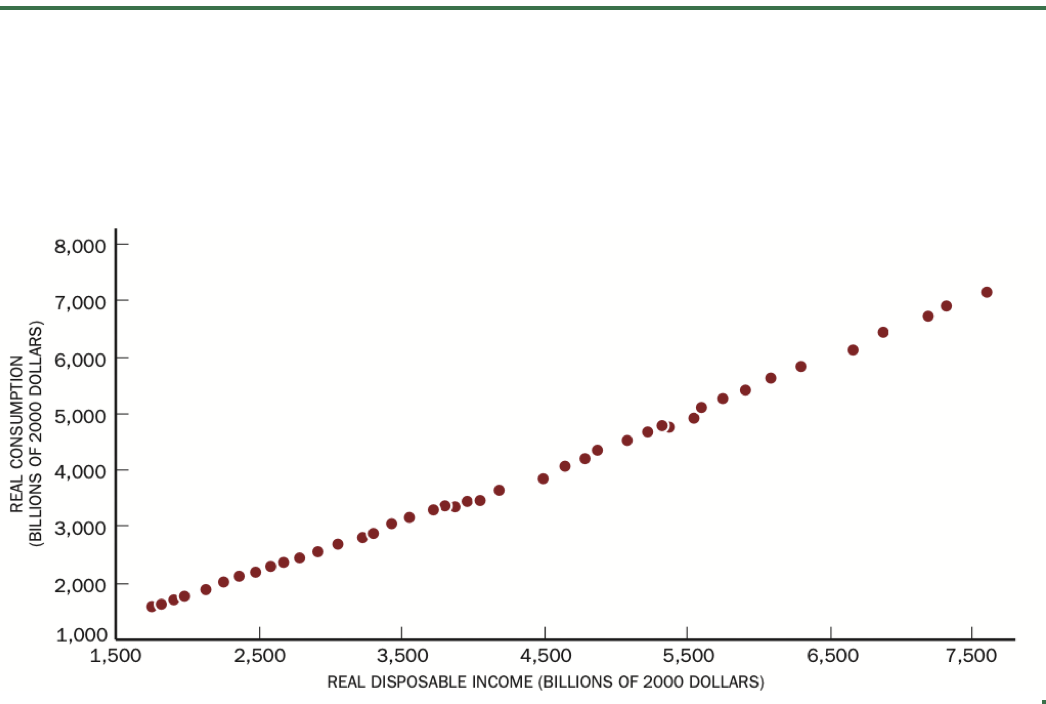 8,000
7,000
6,000
5,000
4,000
3,000
2,000
1,000
REAL CONSUMPTION
(BILLIONS OF 2000 DOLLARS)
1,500 2,500 3,500 4,500 5,500 6,500 7,500
REAL DISPOSABLE INCOME (BILLIONS OF 2000 DOLLARS)